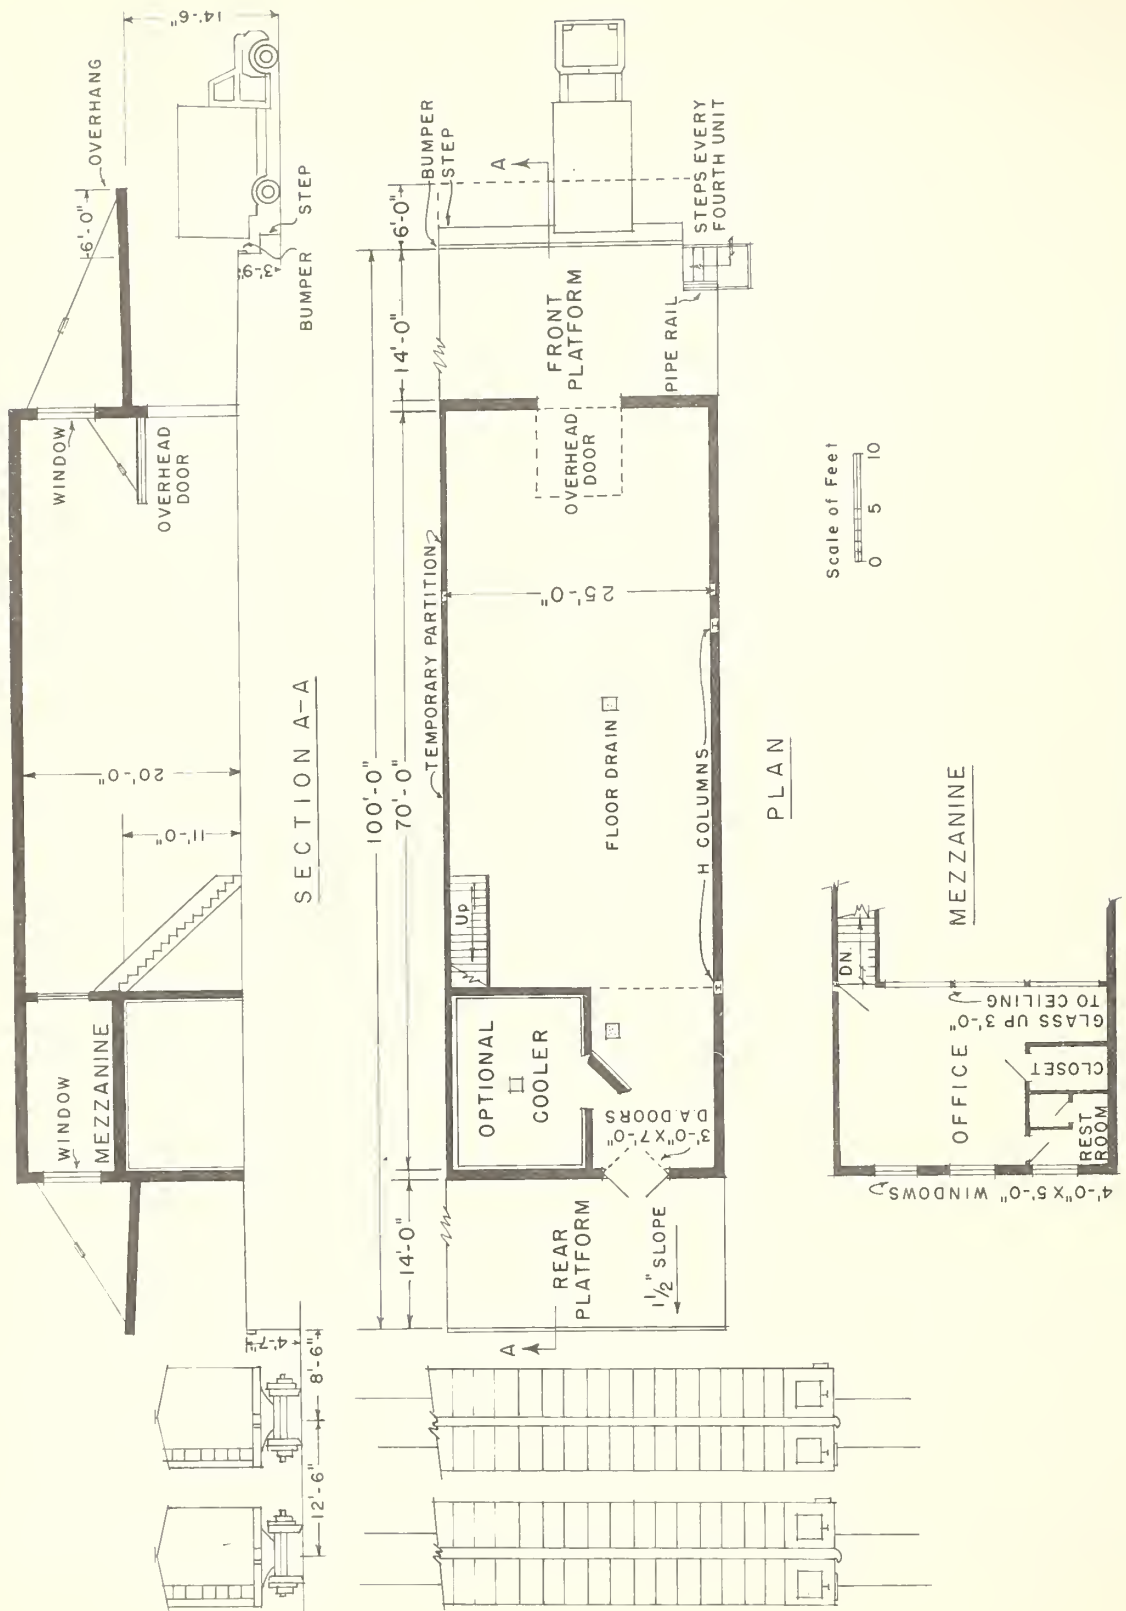 14'-6"
OVERHANG
6'-0"
STEP
3'-9"
BUMPER
WINDOW
OVERHEAD
DOOR
20'-0"
11'-0"
WINDOW
MEZZANINE
4'-7"
8'-6"
12'-6"
SECTION A-A
BUMPER
STEP
A
6'-0"
STEPS EVERY
FOURTH UNIT
100'-0"
14'-0"
70'-0"
14'-0"
FRONT
PLATFORM
PIPE RAIL
TEMPORARY PARTITION
OVERHEAD
DOOR
25'-0"
FLOOR DRAIN
H COLUMNS
Up
OPTIONAL
COOLER
3'-0"X7'-0"
D.A. DOORS
REAR
PLATFORM
1 1/2" SLOPE
A
PLAN
Scale of Feet
0 5 10
MEZZANINE
DN.
GLASS UP 3'-0"
TO CEILING
OFFICE
CLOSET
REST
ROOM
4'-0"X5'-0" WINDOWS